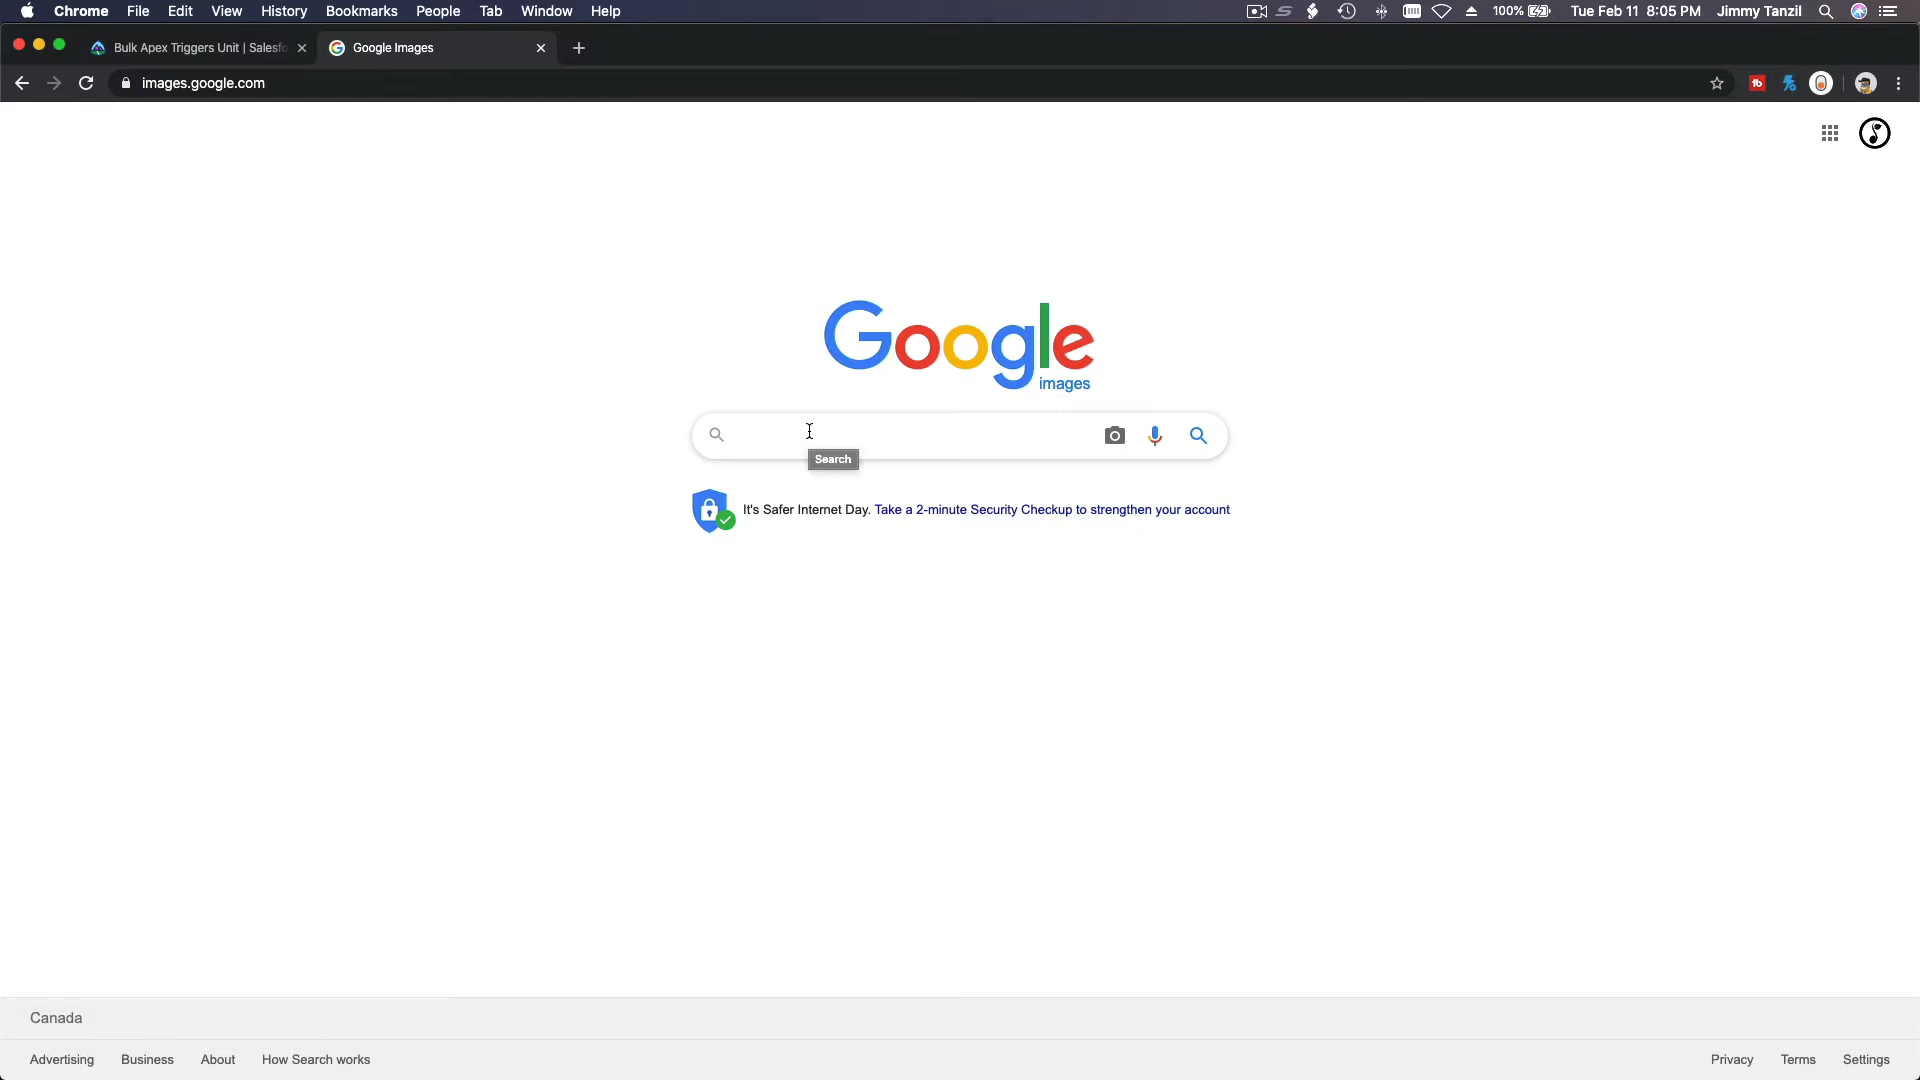 Chrome File Edit View History Bookmarks People Tab Window Help 100% Tue Feb 11 8:05 PM Jimmy Tanzil
Bulk Apex Triggers Unit | Salesfo Google Images
images.google.com
Google
images
Search
It's Safer Internet Day. Take a 2-minute Security Checkup to strengthen your account
Canada
Advertising Business About How Search works Privacy Terms Settings